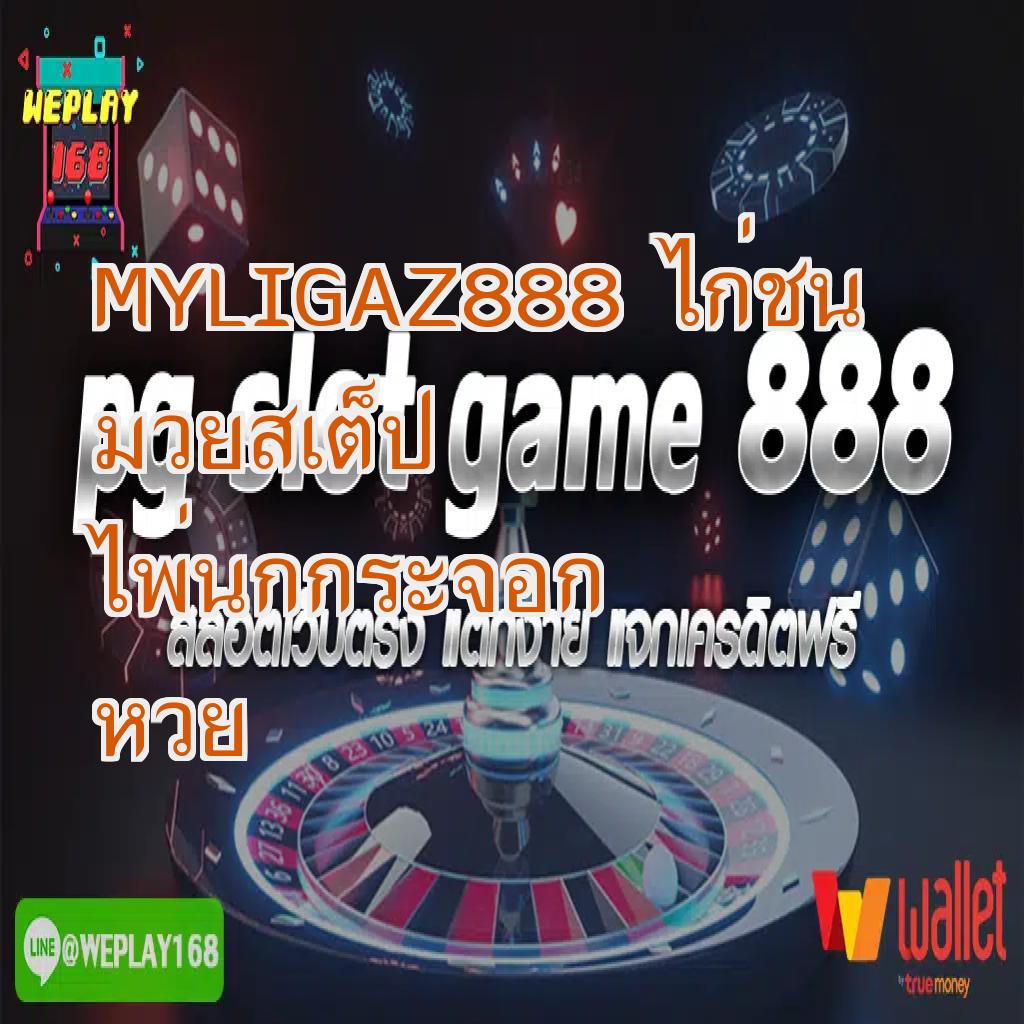 WEPLAY
168
MYLIGAZ888 ไก่ชน
pg slot game 888
มวยสเต็ป
ไพ่นกกระจอก
สล็อตเว็บตรง แตกง่าย แจกเครดิตฟรี
หวย
LINE @WEPLAY168
wallet
by truemoney